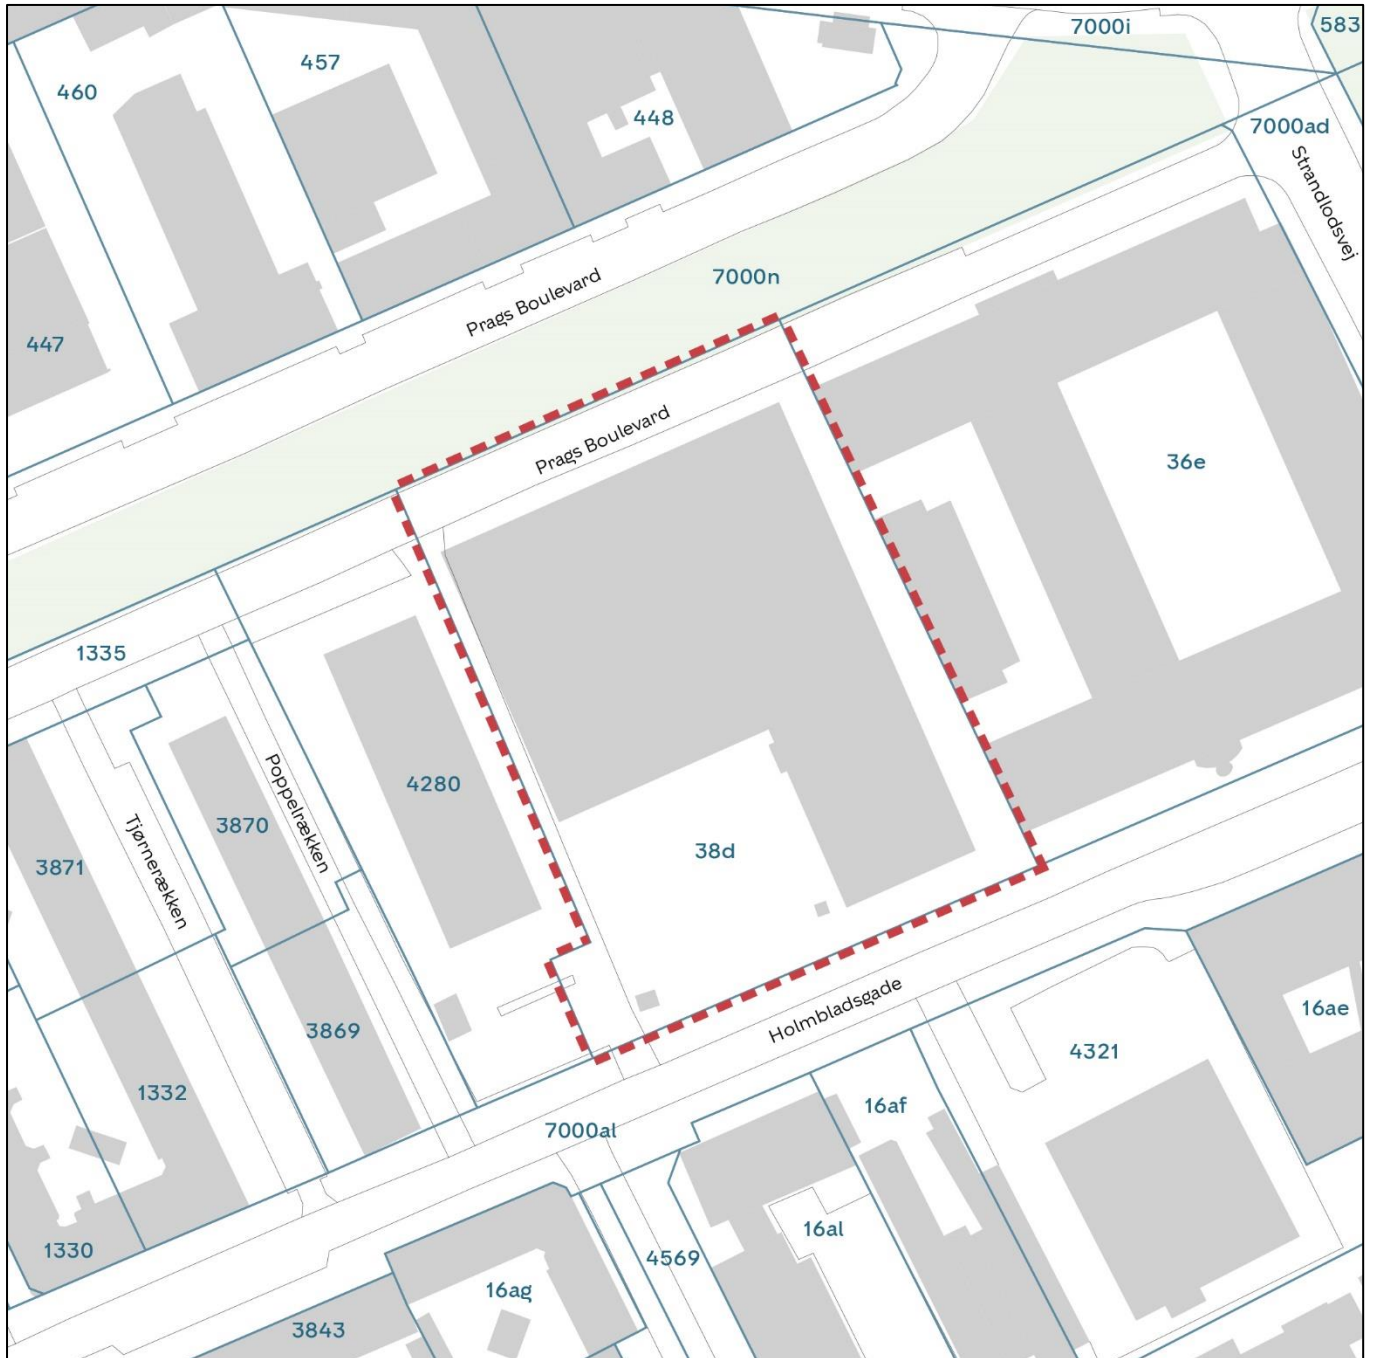 7000i
583
457
460
448
7000ad
Strandlodsvej
7000n
Prags Boulevard
447
Prags Boulevard
36e
1335
4280
Poppelrækken
3870
38d
Tjørnerækken
3871
Holmbladsgade
16ae
3869
4321
1332
16af
7000al
16al
1330
4569
16ag
3843